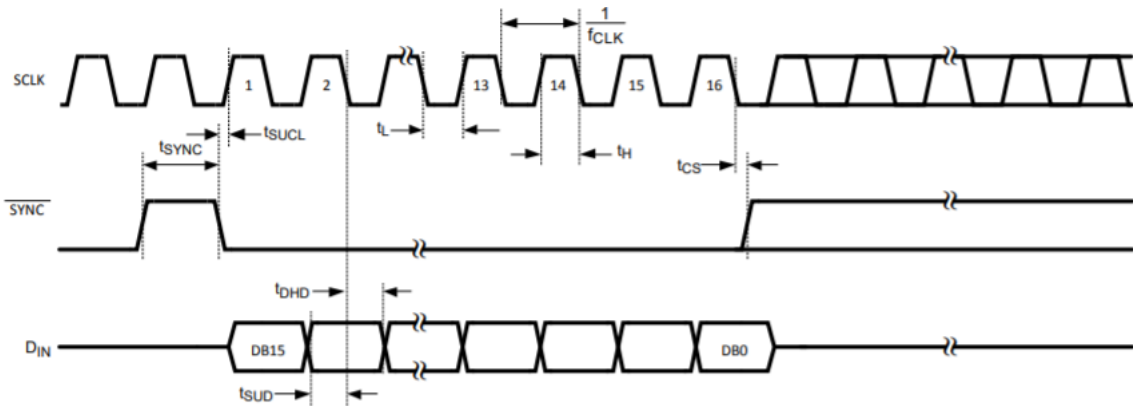 1
fCLK
SCLK 1 2 13 14 15 16
tSUCL tL tH
tSYNC
tCS
SYNC
tDHD
DIN DB15 DB0
tSUD